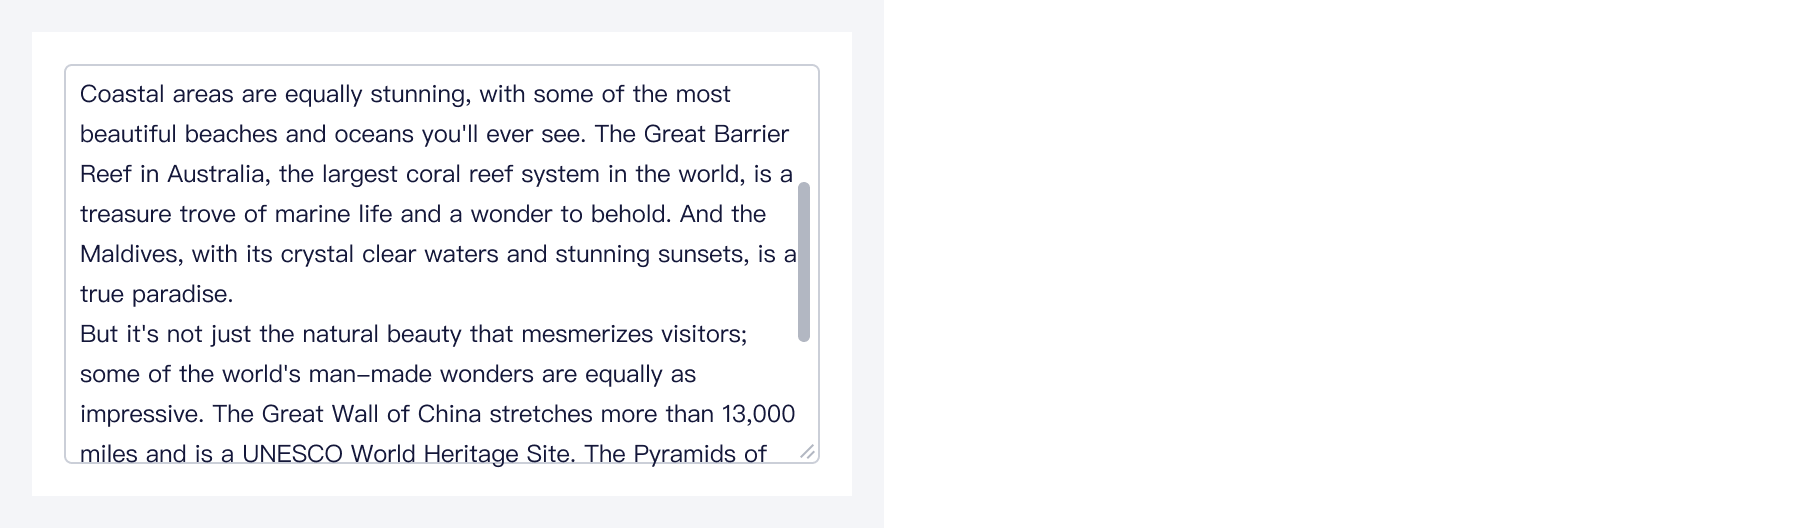 Coastal areas are equally stunning, with some of the most
beautiful beaches and oceans you'll ever see. The Great Barrier
Reef in Australia, the largest coral reef system in the world, is a
treasure trove of marine life and a wonder to behold. And the
Maldives, with its crystal clear waters and stunning sunsets, is a
true paradise.
But it's not just the natural beauty that mesmerizes visitors;
some of the world's man–made wonders are equally as
impressive. The Great Wall of China stretches more than 13,000
miles and is a UNESCO World Heritage Site. The Pyramids of